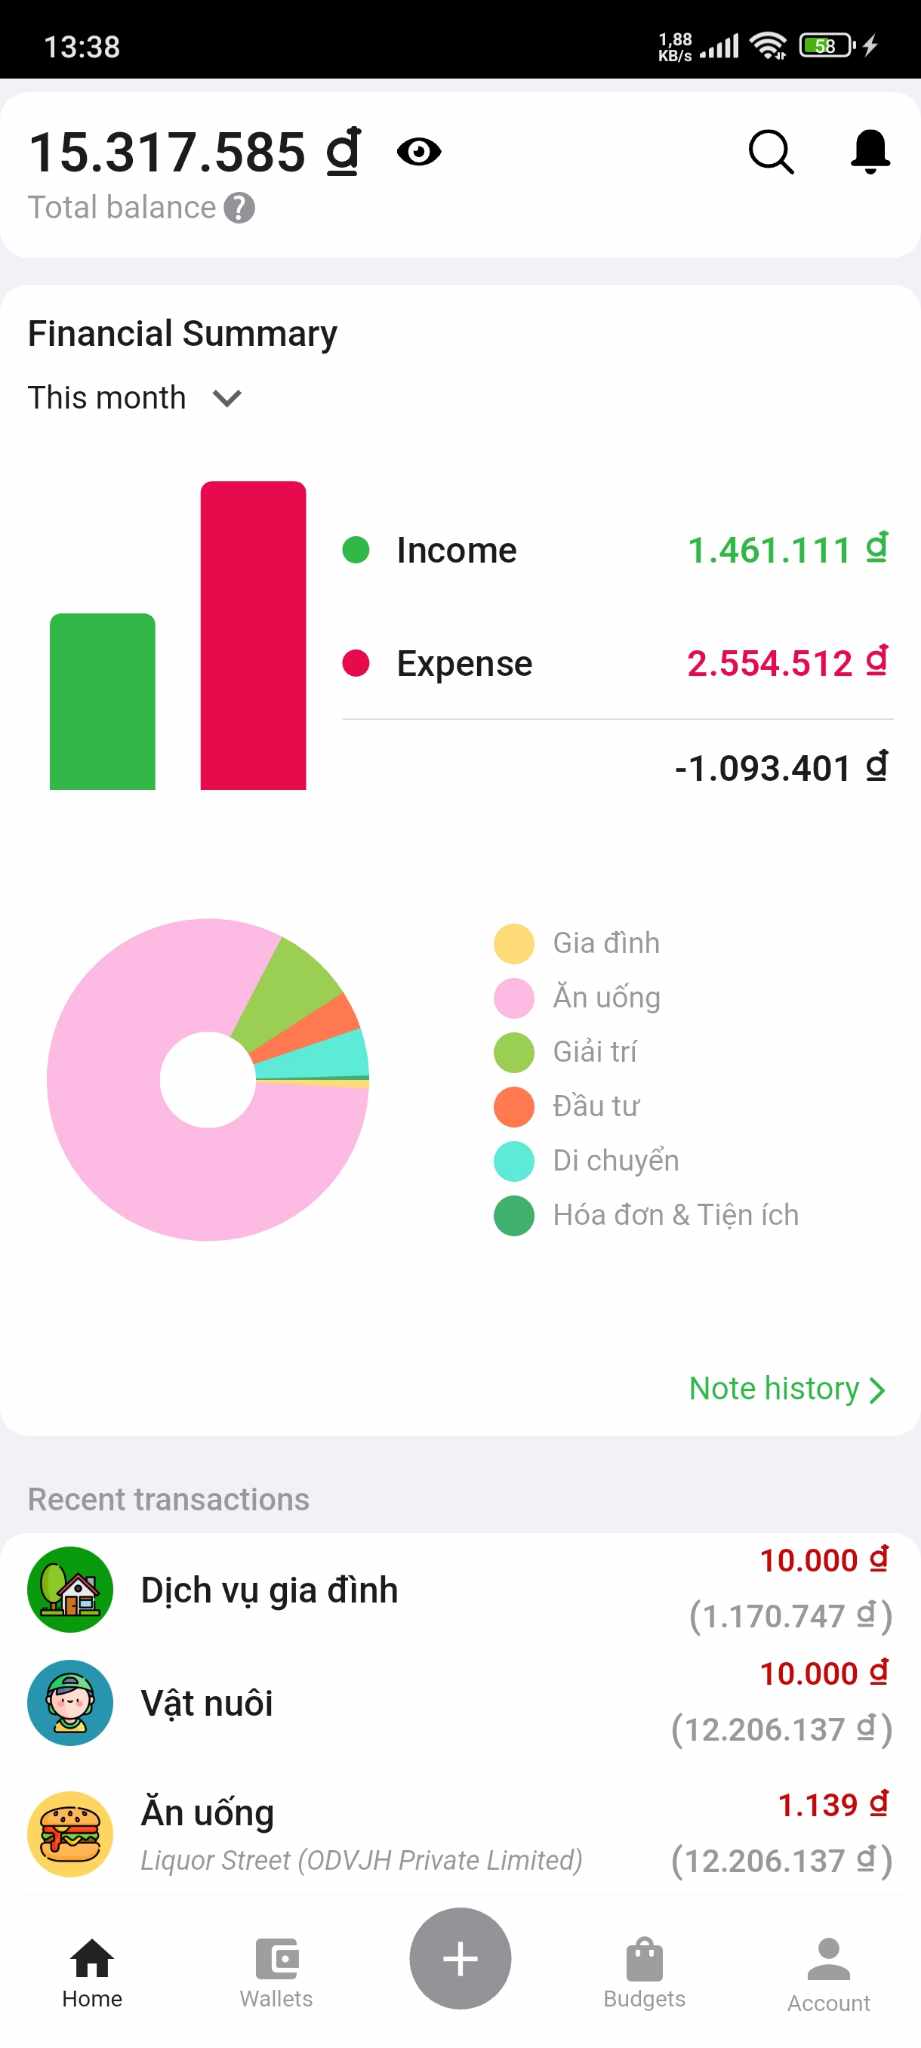 13:38
1,88
KB/s
58
15.317.585 ₫
Total balance ?
Financial Summary
This month
Income 1.461.111 ₫
Expense 2.554.512 ₫
-1.093.401 ₫
Gia đình
Ăn uống
Giải trí
Đầu tư
Di chuyển
Hóa đơn & Tiện ích
Note history
Recent transactions
Dịch vụ gia đình
10.000 ₫
(1.170.747 ₫)
Vật nuôi
10.000 ₫
(12.206.137 ₫)
Ăn uống
1.139 ₫
Liquor Street (ODVJH Private Limited)
(12.206.137 ₫)
Home
Wallets
Budgets
Account